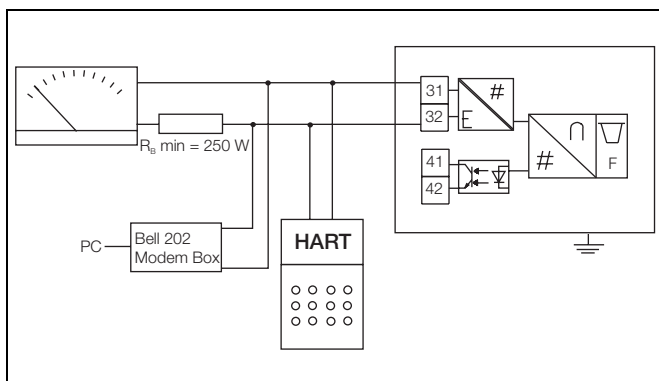 31
#
32
E
R_B min = 250 W
∩
#
F
41
42
HART
PC
Bell 202
Modem Box